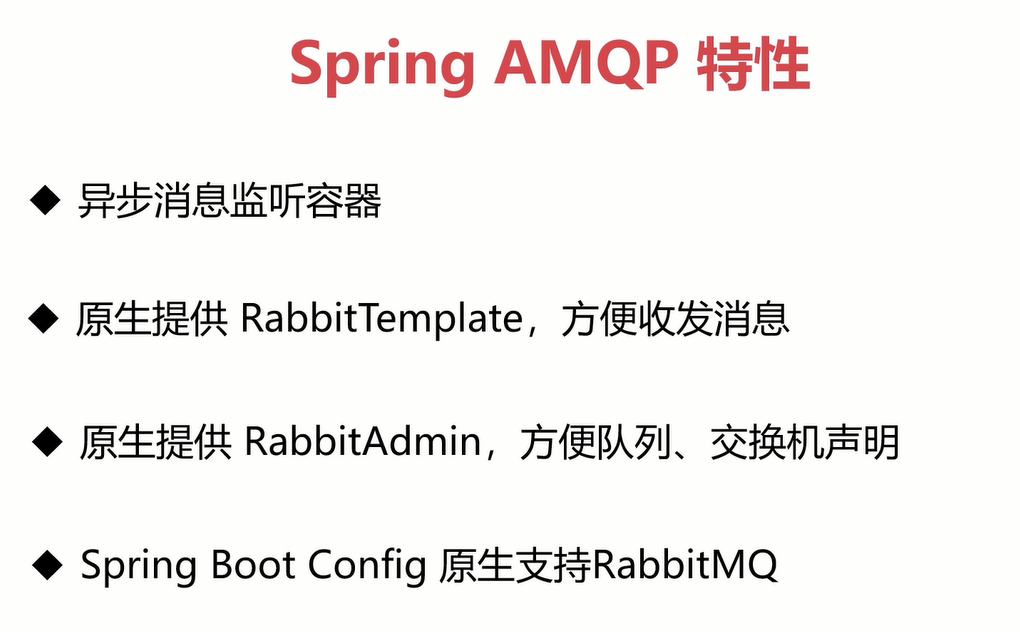 Spring AMQP 特性
◆ 异步消息监听容器
◆ 原生提供 RabbitTemplate，方便收发消息
◆ 原生提供 RabbitAdmin，方便队列、交换机声明
◆ Spring Boot Config 原生支持RabbitMQ